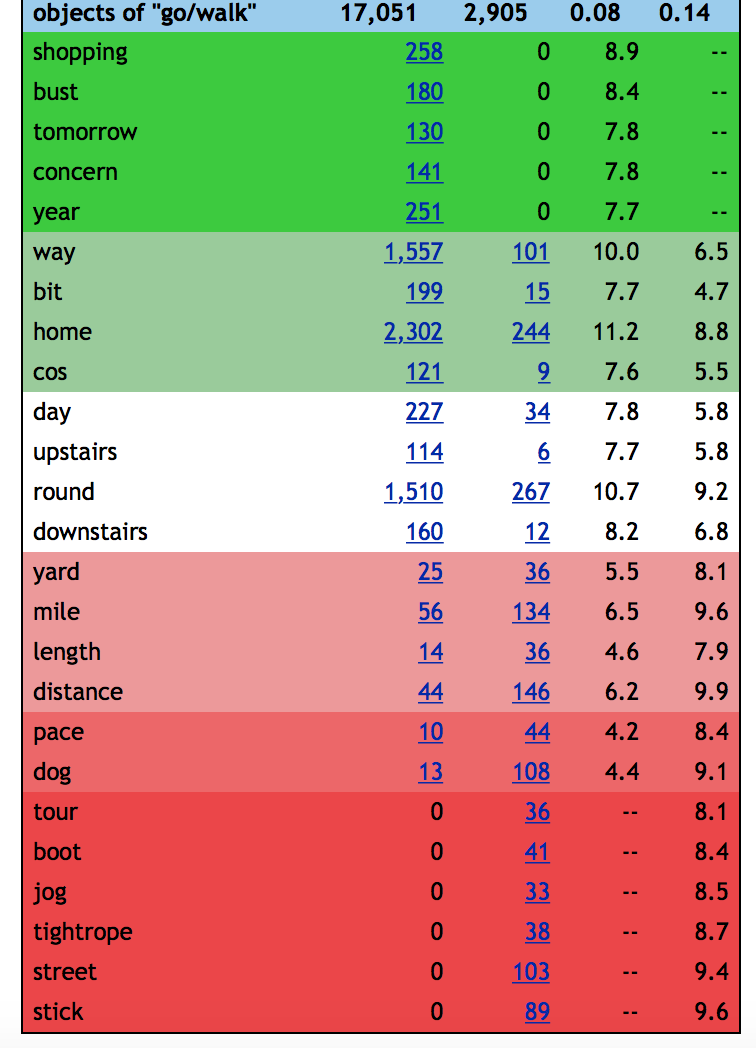 objects of "go/walk" 17,051 2,905 0.08 0.14
shopping 258 0 8.9 --
bust 180 0 8.4 --
tomorrow 130 0 7.8 --
concern 141 0 7.8 --
year 251 0 7.7 --
way 1,557 101 10.0 6.5
bit 199 15 7.7 4.7
home 2,302 244 11.2 8.8
cos 121 9 7.6 5.5
day 227 34 7.8 5.8
upstairs 114 6 7.7 5.8
round 1,510 267 10.7 9.2
downstairs 160 12 8.2 6.8
yard 25 36 5.5 8.1
mile 56 134 6.5 9.6
length 14 36 4.6 7.9
distance 44 146 6.2 9.9
pace 10 44 4.2 8.4
dog 13 108 4.4 9.1
tour 0 36 -- 8.1
boot 0 41 -- 8.4
jog 0 33 -- 8.5
tightrope 0 38 -- 8.7
street 0 103 -- 9.4
stick 0 89 -- 9.6